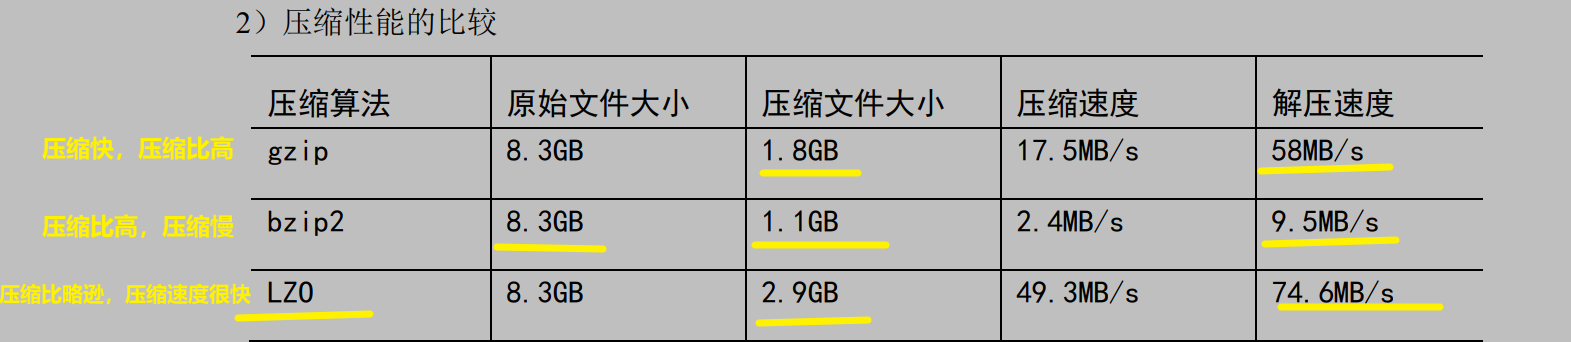 2）压缩性能的比较
压缩算法 原始文件大小 压缩文件大小 压缩速度 解压速度
压缩快，压缩比高 gzip 8.3GB 1.8GB 17.5MB/s 58MB/s
压缩比高，压缩慢 bzip2 8.3GB 1.1GB 2.4MB/s 9.5MB/s
压缩比略逊，压缩速度很快 LZO 8.3GB 2.9GB 49.3MB/s 74.6MB/s